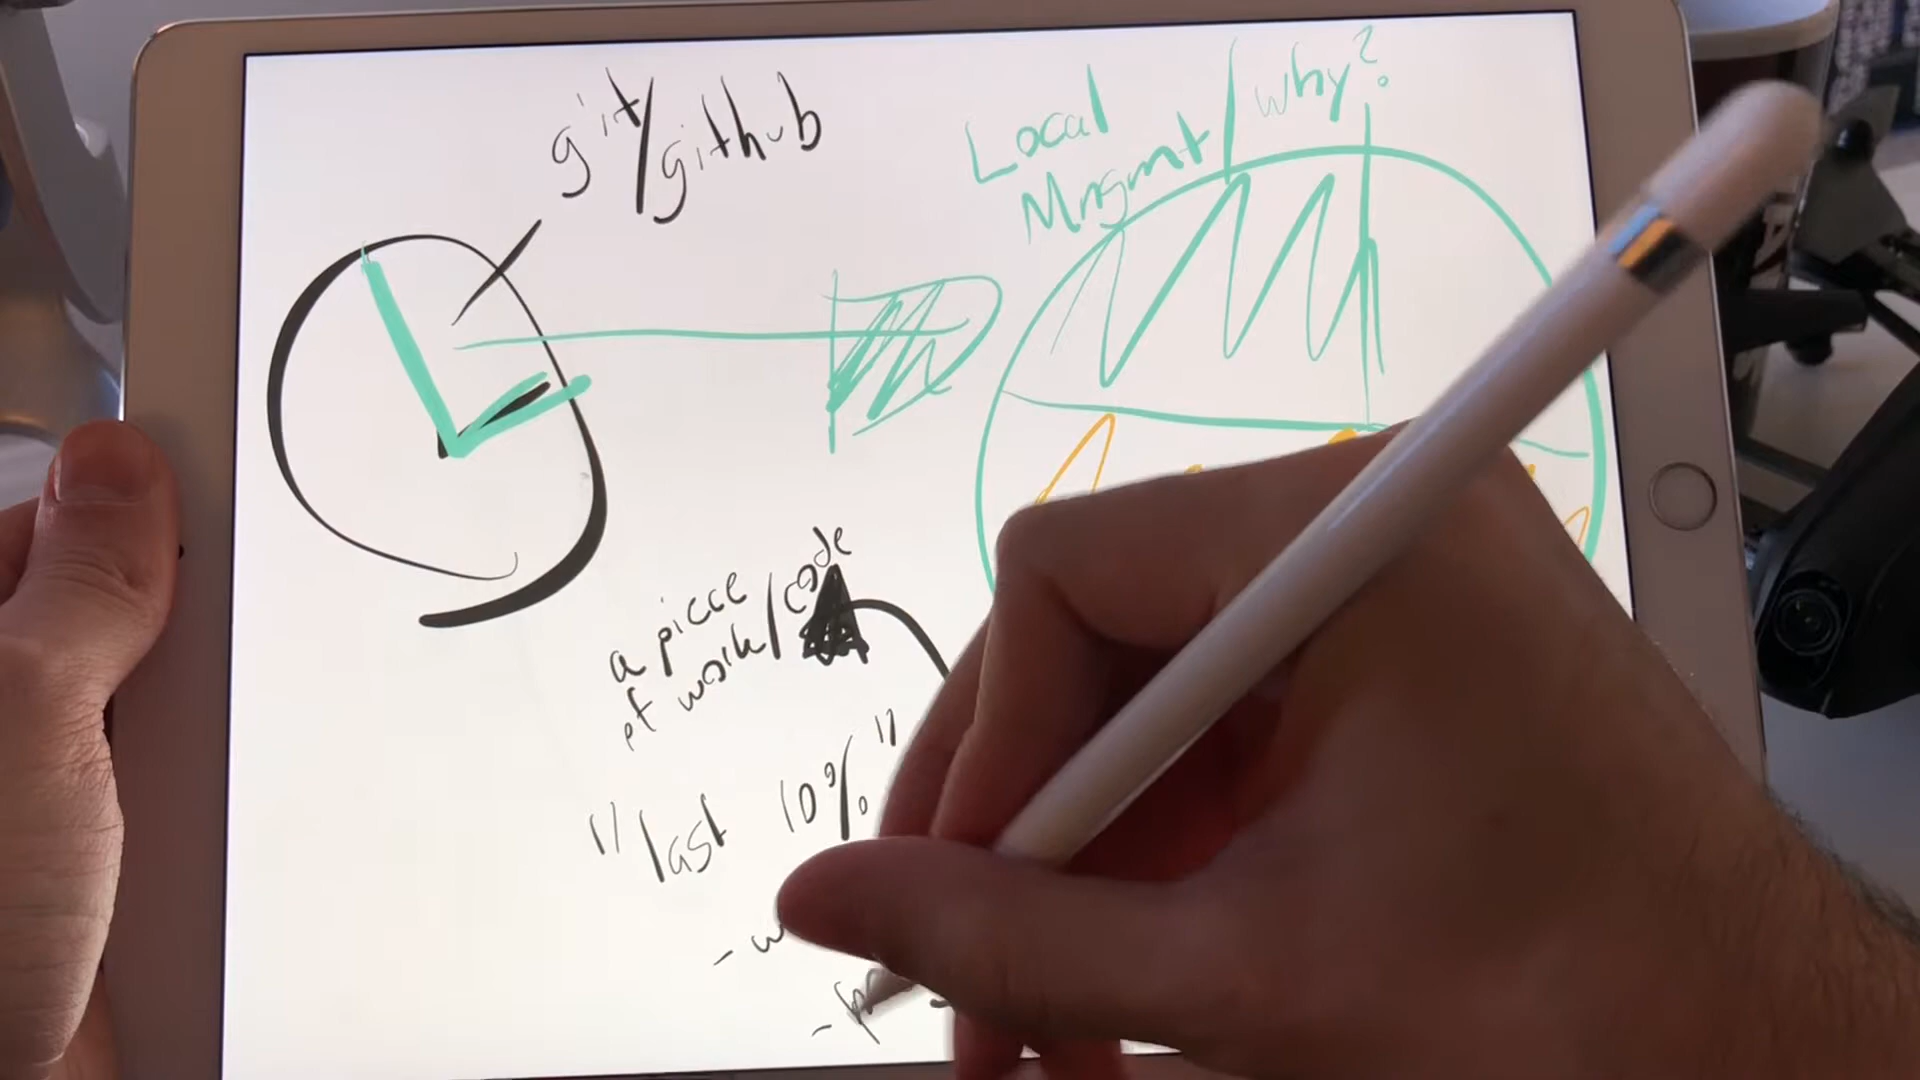 git/github
Local
Mngmt/why?
a piece
of work/code
"last 10%"